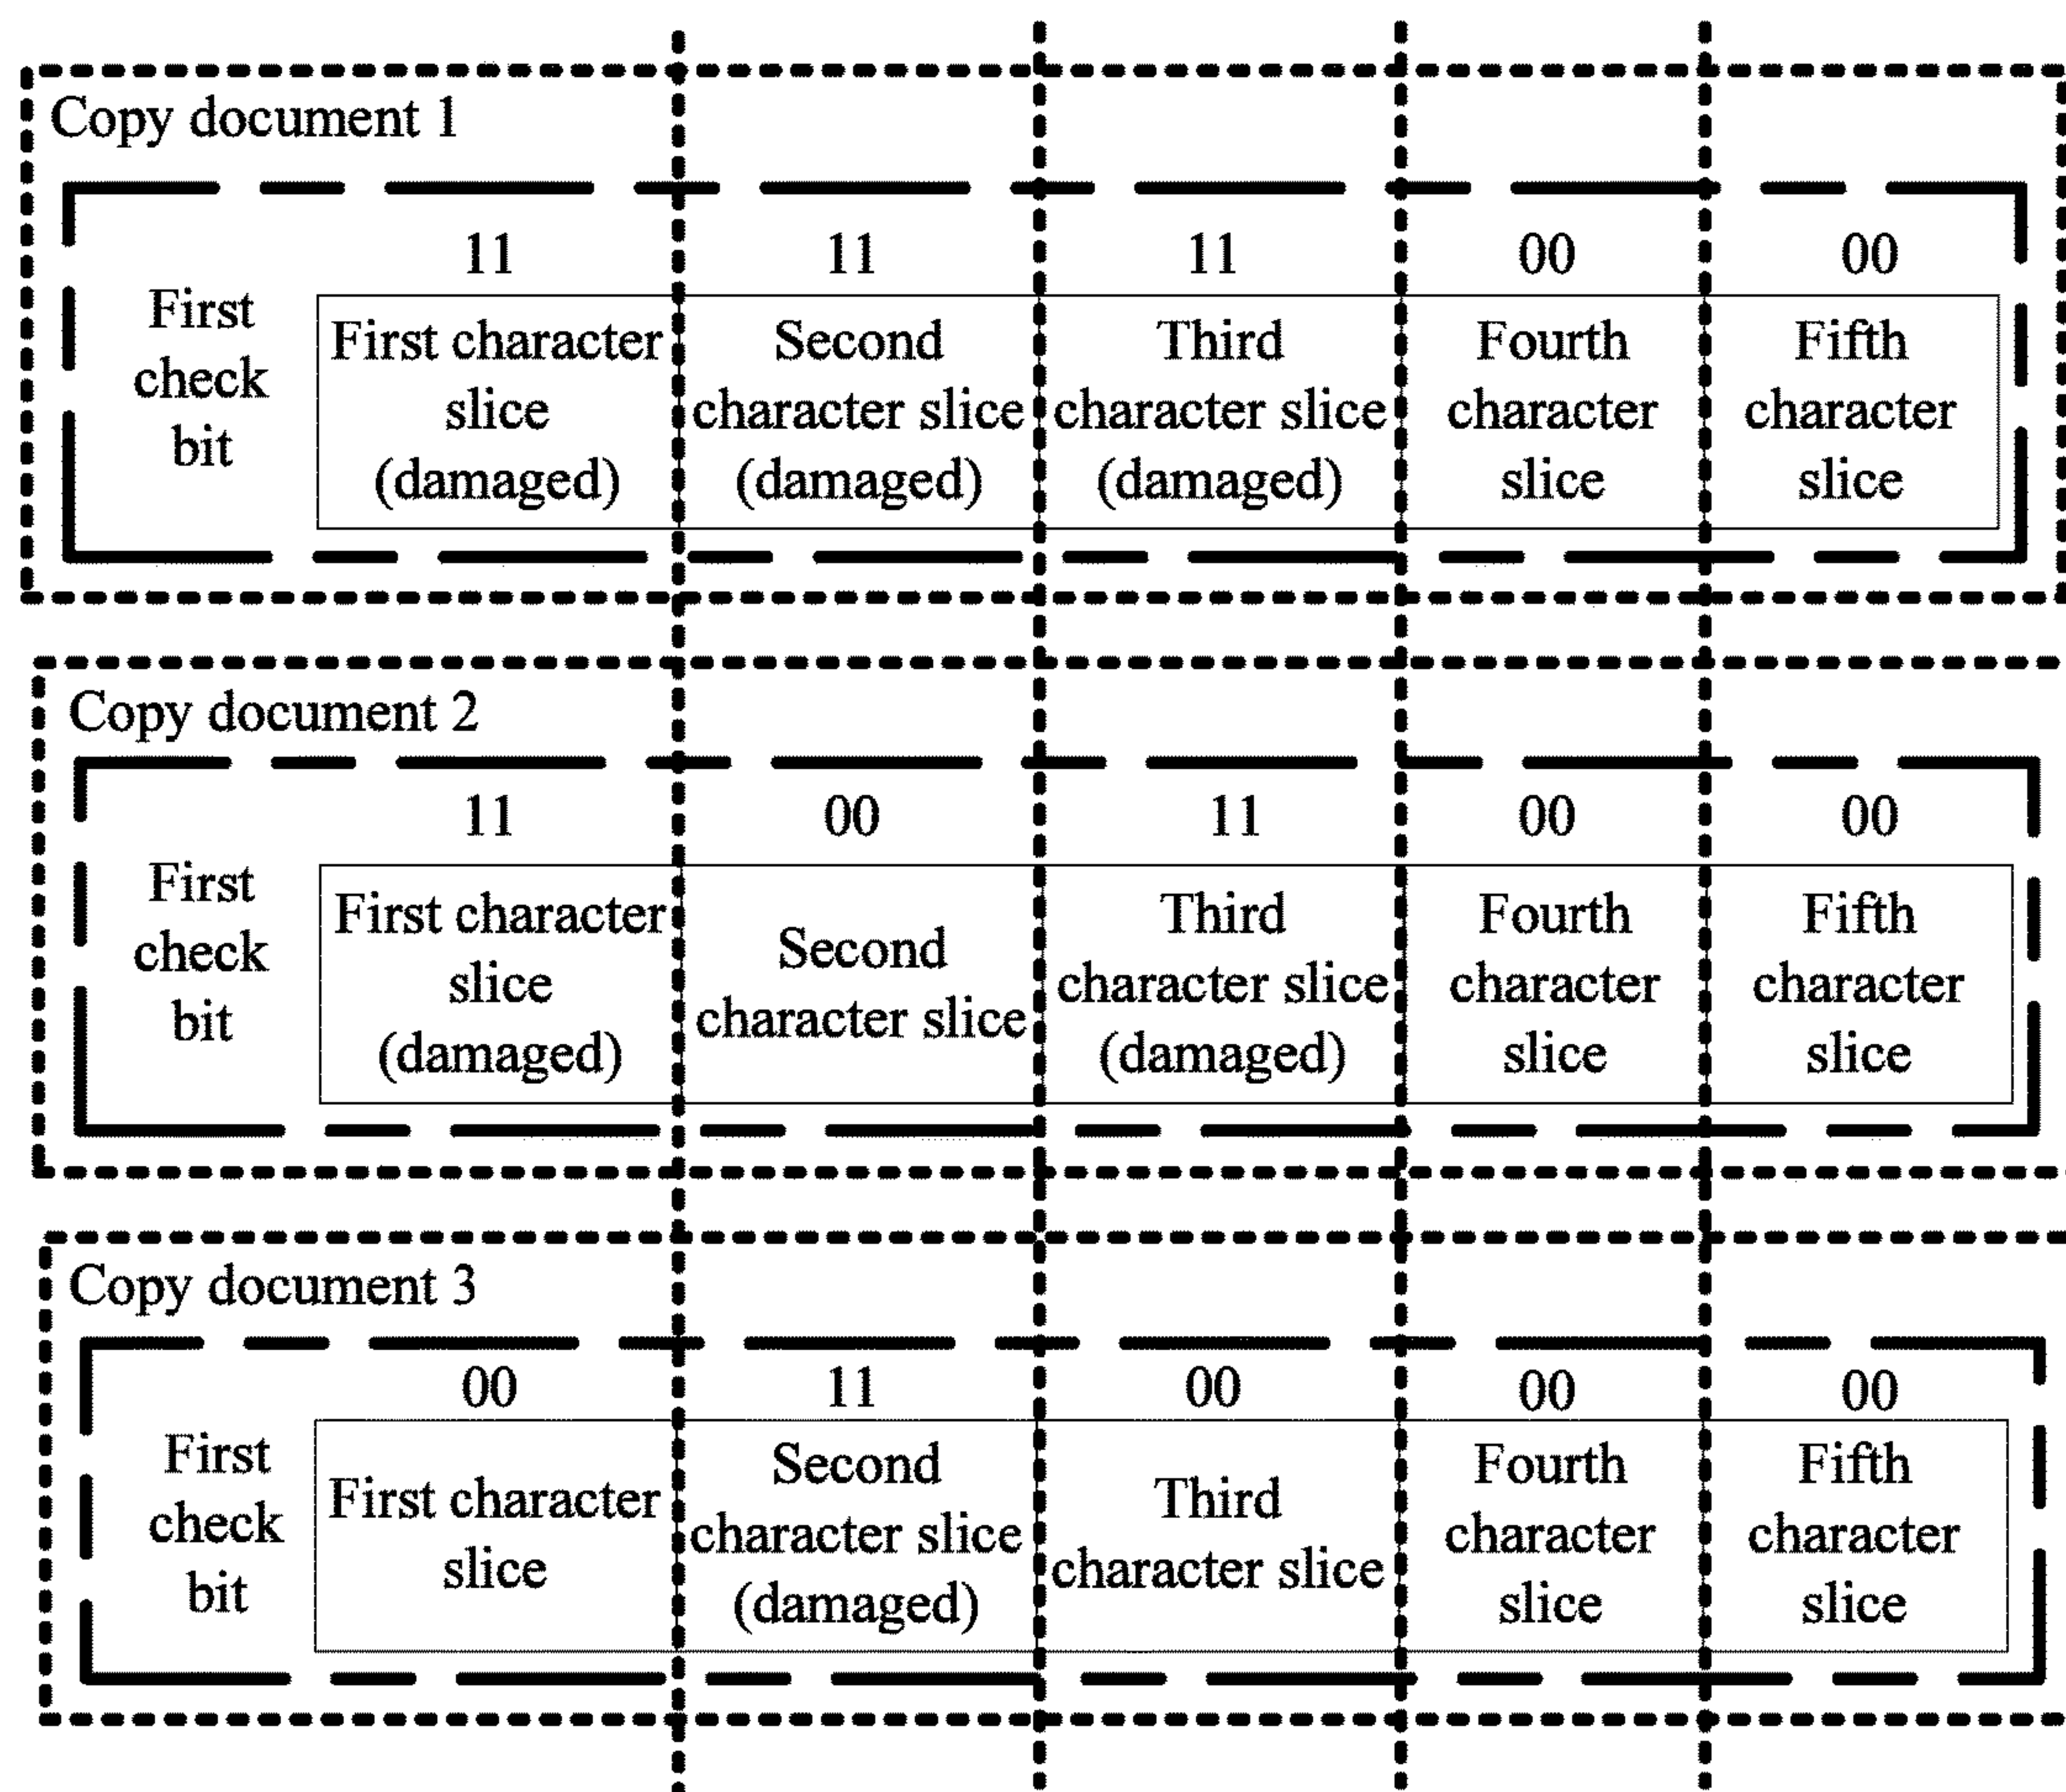 Copy document 1
11 11 11 00 00
First check bit
First character slice (damaged)
Second character slice (damaged)
Third character slice (damaged)
Fourth character slice
Fifth character slice
Copy document 2
11 00 11 00 00
First check bit
First character slice (damaged)
Second character slice
Third character slice (damaged)
Fourth character slice
Fifth character slice
Copy document 3
00 11 00 00 00
First check bit
First character slice
Second character slice (damaged)
Third character slice
Fourth character slice
Fifth character slice